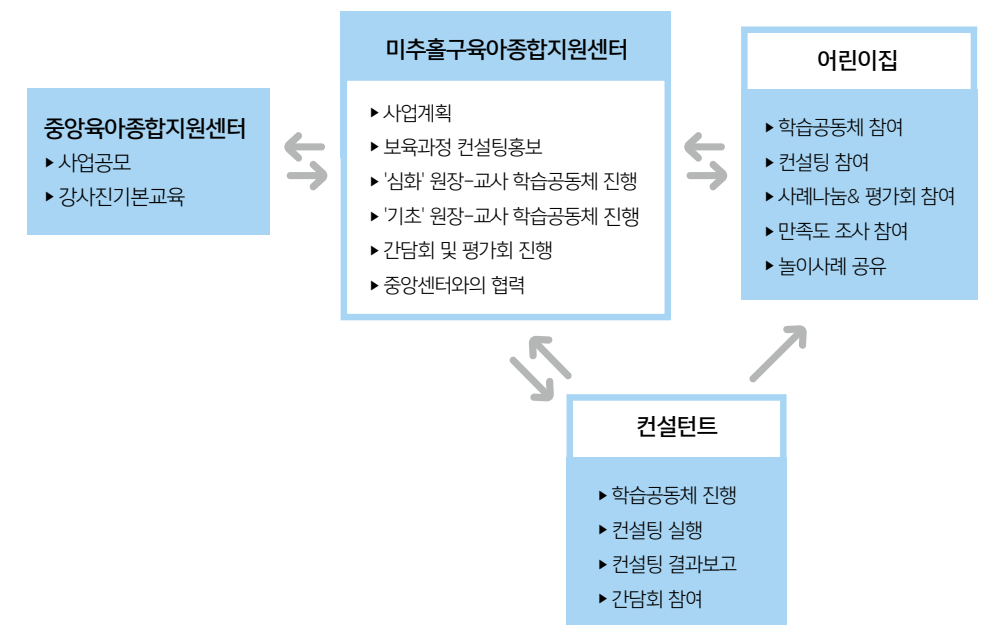 중앙육아종합지원센터
▶ 사업공모
▶ 강사진기본교육
미추홀구육아종합지원센터
▶ 사업계획
▶ 보육과정 컨설팅홍보
▶ '심화' 원장-교사 학습공동체 진행
▶ '기초' 원장-교사 학습공동체 진행
▶ 간담회 및 평가회 진행
▶ 중앙센터와의 협력
어린이집
▶ 학습공동체 참여
▶ 컨설팅 참여
▶ 사례나눔& 평가회 참여
▶ 만족도 조사 참여
▶ 놀이사례 공유
컨설턴트
▶ 학습공동체 진행
▶ 컨설팅 실행
▶ 컨설팅 결과보고
▶ 간담회 참여